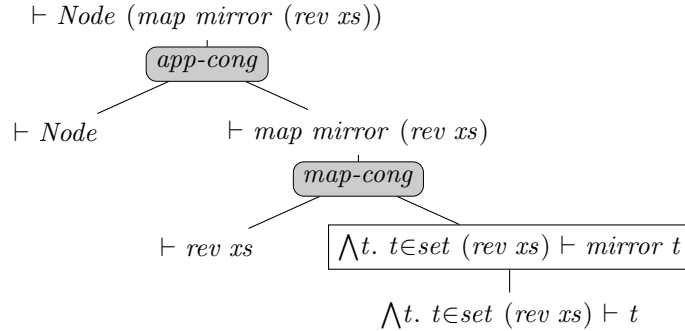 ⊢ Node (map mirror (rev xs))
app-cong
⊢ Node
⊢ map mirror (rev xs)
map-cong
⊢ rev xs
⋀t. t∈set (rev xs) ⊢ mirror t
⋀t. t∈set (rev xs) ⊢ t